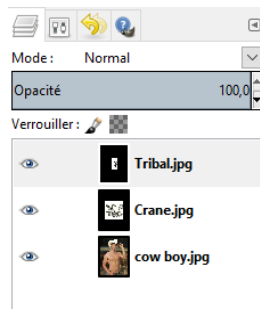 Mode : Normal
Opacité 100,0
Verrouiller :
Tribal.jpg
Crane.jpg
cow boy.jpg